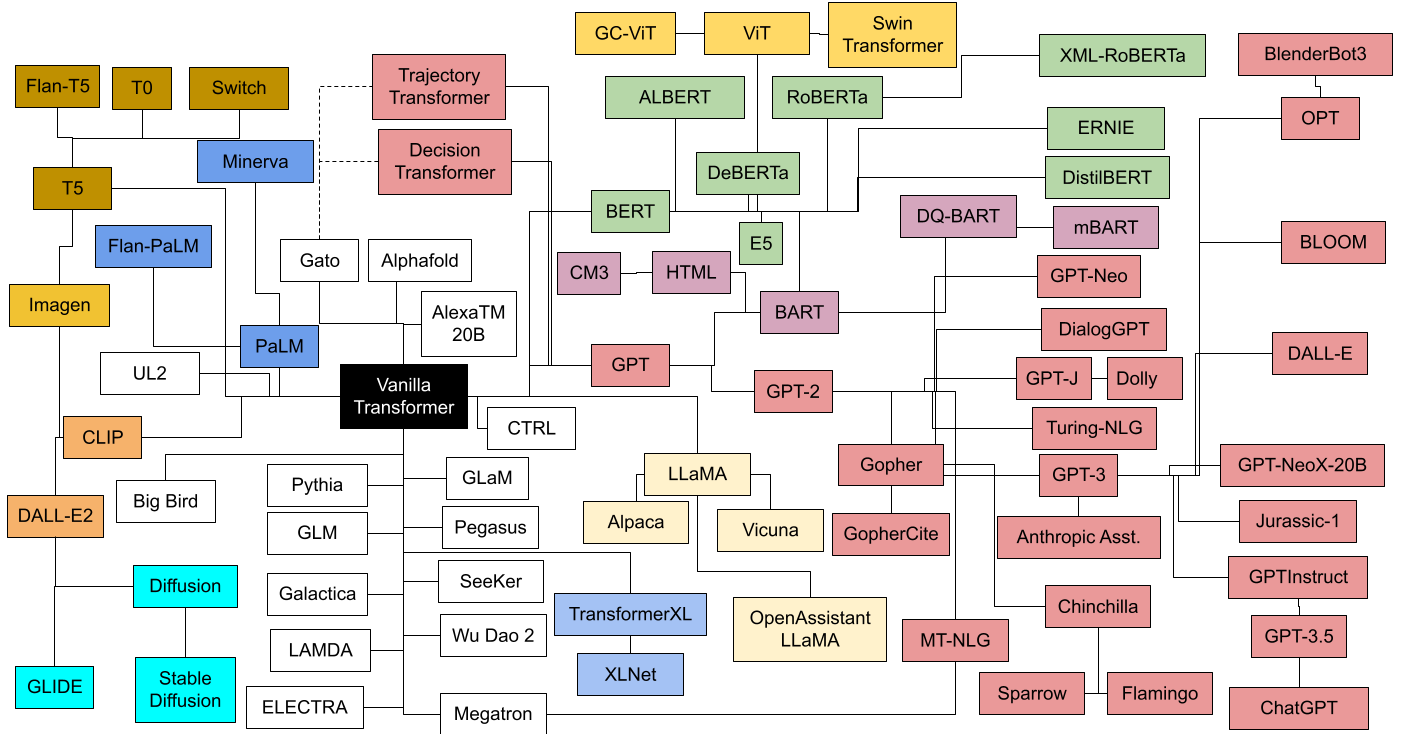 GC-ViT
ViT
Swin
Transformer
XML-RoBERTa
BlenderBot3
Flan-T5
T0
Switch
Trajectory
Transformer
ALBERT
RoBERTa
OPT
ERNIE
Minerva
Decision
Transformer
DeBERTa
DistilBERT
T5
BERT
DQ-BART
mBART
Flan-PaLM
Gato
Alphafold
E5
BLOOM
CM3
HTML
GPT-Neo
Imagen
AlexaTM
20B
BART
DialogGPT
PaLM
DALL-E
UL2
GPT
GPT-J
Dolly
Vanilla
Transformer
GPT-2
CTRL
Turing-NLG
CLIP
Gopher
GPT-3
GPT-NeoX-20B
Pythia
GLaM
LLaMA
Big Bird
DALL-E2
GLM
Pegasus
Alpaca
Vicuna
GopherCite
Anthropic Asst.
Jurassic-1
Diffusion
Galactica
SeeKer
GPTInstruct
TransformerXL
OpenAssistant
LLaMA
Chinchilla
LAMDA
Wu Dao 2
MT-NLG
GPT-3.5
GLIDE
Stable
Diffusion
XLNet
Sparrow
Flamingo
ELECTRA
Megatron
ChatGPT